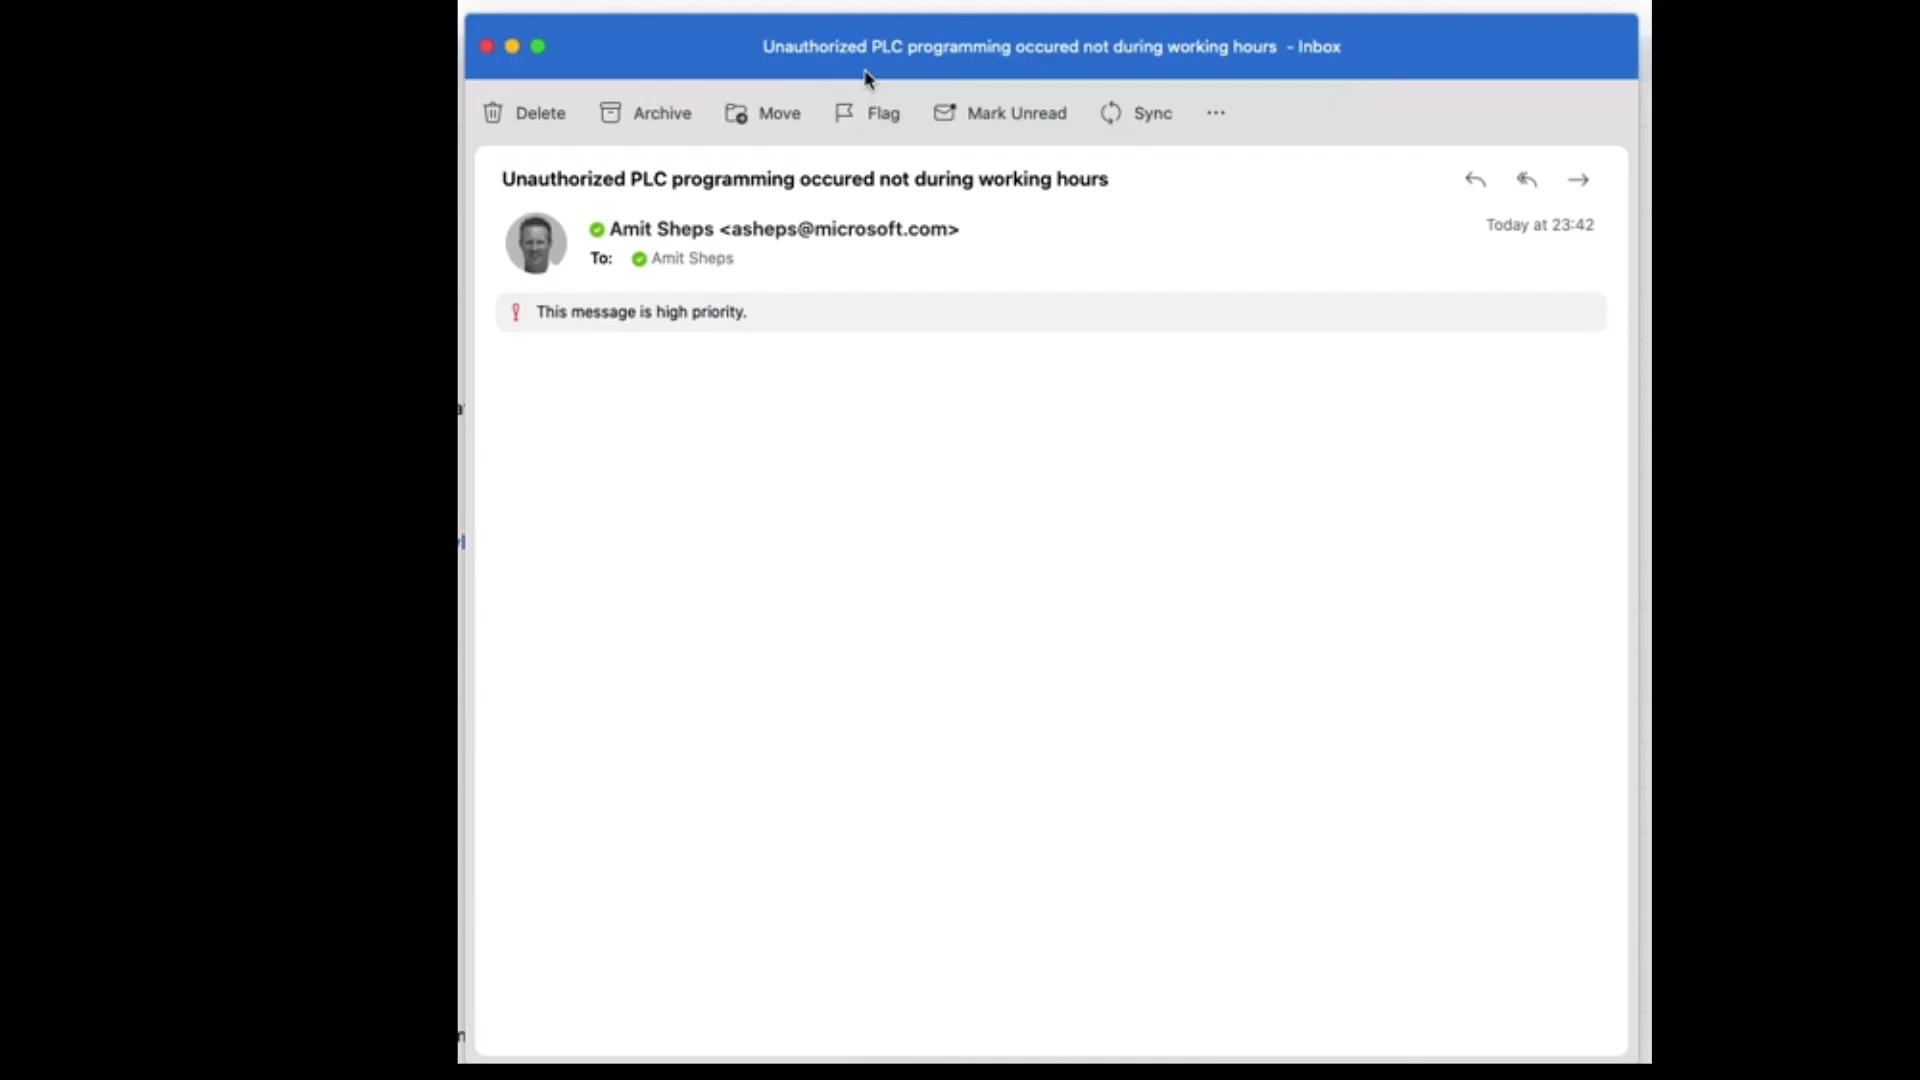 Unauthorized PLC programming occured not during working hours - Inbox
Delete Archive Move Flag Mark Unread Sync
Unauthorized PLC programming occured not during working hours
Amit Sheps <asheps@microsoft.com>
Today at 23:42
To: Amit Sheps
This message is high priority.